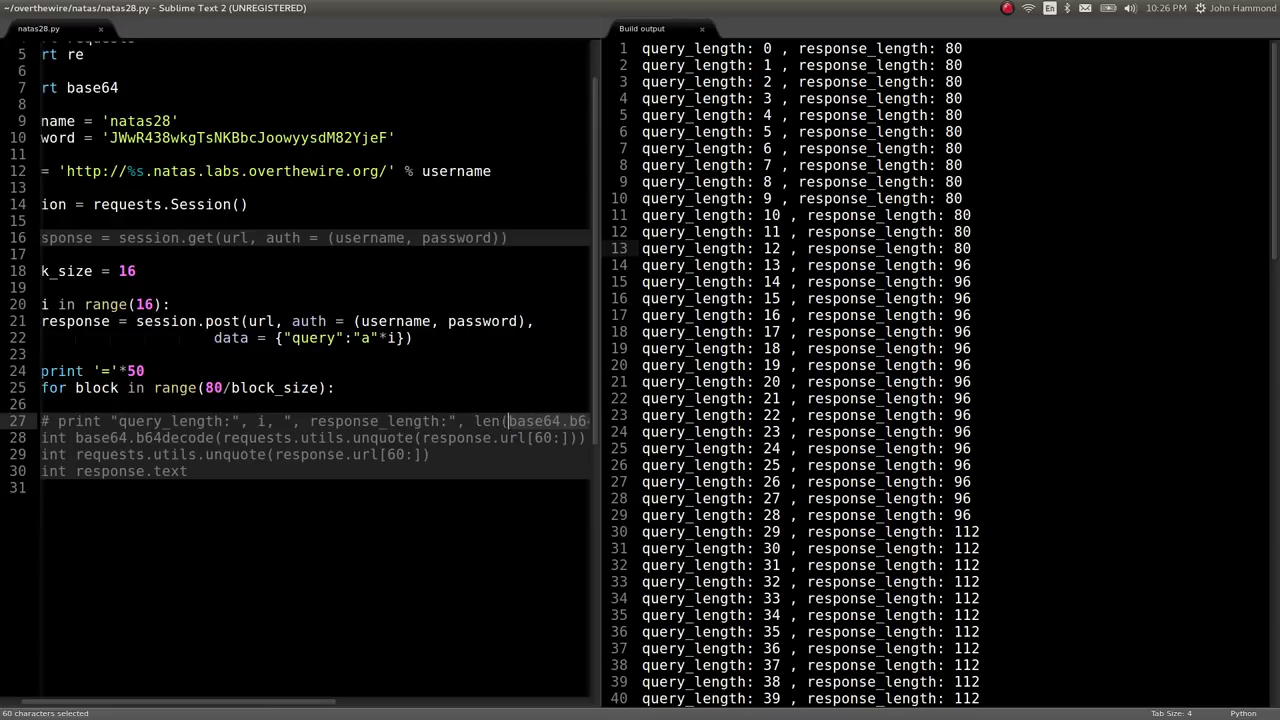 ~/overthewire/natas/natas28.py - Sublime Text 2 (UNREGISTERED)
En
10:26 PM
John Hammond
natas28.py
Build output
5 rt re
6
7 rt base64
8
9 name = 'natas28'
10 word = 'JWwR438wkgTsNKBbcJoowyysdM82YjeF'
11
12 = 'http://%s.natas.labs.overthewire.org/' % username
13
14 ion = requests.Session()
15
16 sponse = session.get(url, auth = (username, password))
17
18 k_size = 16
19
20 i in range(16):
21 response = session.post(url, auth = (username, password),
22 data = {"query":"a"*i})
23
24 print '='*50
25 for block in range(80/block_size):
26
27 # print "query_length:", i, ", response_length:", len(base64.b64
28 int base64.b64decode(requests.utils.unquote(response.url[60:]))
29 int requests.utils.unquote(response.url[60:])
30 int response.text
31
1 query_length: 0 , response_length: 80
2 query_length: 1 , response_length: 80
3 query_length: 2 , response_length: 80
4 query_length: 3 , response_length: 80
5 query_length: 4 , response_length: 80
6 query_length: 5 , response_length: 80
7 query_length: 6 , response_length: 80
8 query_length: 7 , response_length: 80
9 query_length: 8 , response_length: 80
10 query_length: 9 , response_length: 80
11 query_length: 10 , response_length: 80
12 query_length: 11 , response_length: 80
13 query_length: 12 , response_length: 80
14 query_length: 13 , response_length: 96
15 query_length: 14 , response_length: 96
16 query_length: 15 , response_length: 96
17 query_length: 16 , response_length: 96
18 query_length: 17 , response_length: 96
19 query_length: 18 , response_length: 96
20 query_length: 19 , response_length: 96
21 query_length: 20 , response_length: 96
22 query_length: 21 , response_length: 96
23 query_length: 22 , response_length: 96
24 query_length: 23 , response_length: 96
25 query_length: 24 , response_length: 96
26 query_length: 25 , response_length: 96
27 query_length: 26 , response_length: 96
28 query_length: 27 , response_length: 96
29 query_length: 28 , response_length: 96
30 query_length: 29 , response_length: 112
31 query_length: 30 , response_length: 112
32 query_length: 31 , response_length: 112
33 query_length: 32 , response_length: 112
34 query_length: 33 , response_length: 112
35 query_length: 34 , response_length: 112
36 query_length: 35 , response_length: 112
37 query_length: 36 , response_length: 112
38 query_length: 37 , response_length: 112
39 query_length: 38 , response_length: 112
40 query_length: 39 , response_length: 112
60 characters selected
Tab Size: 4
Python